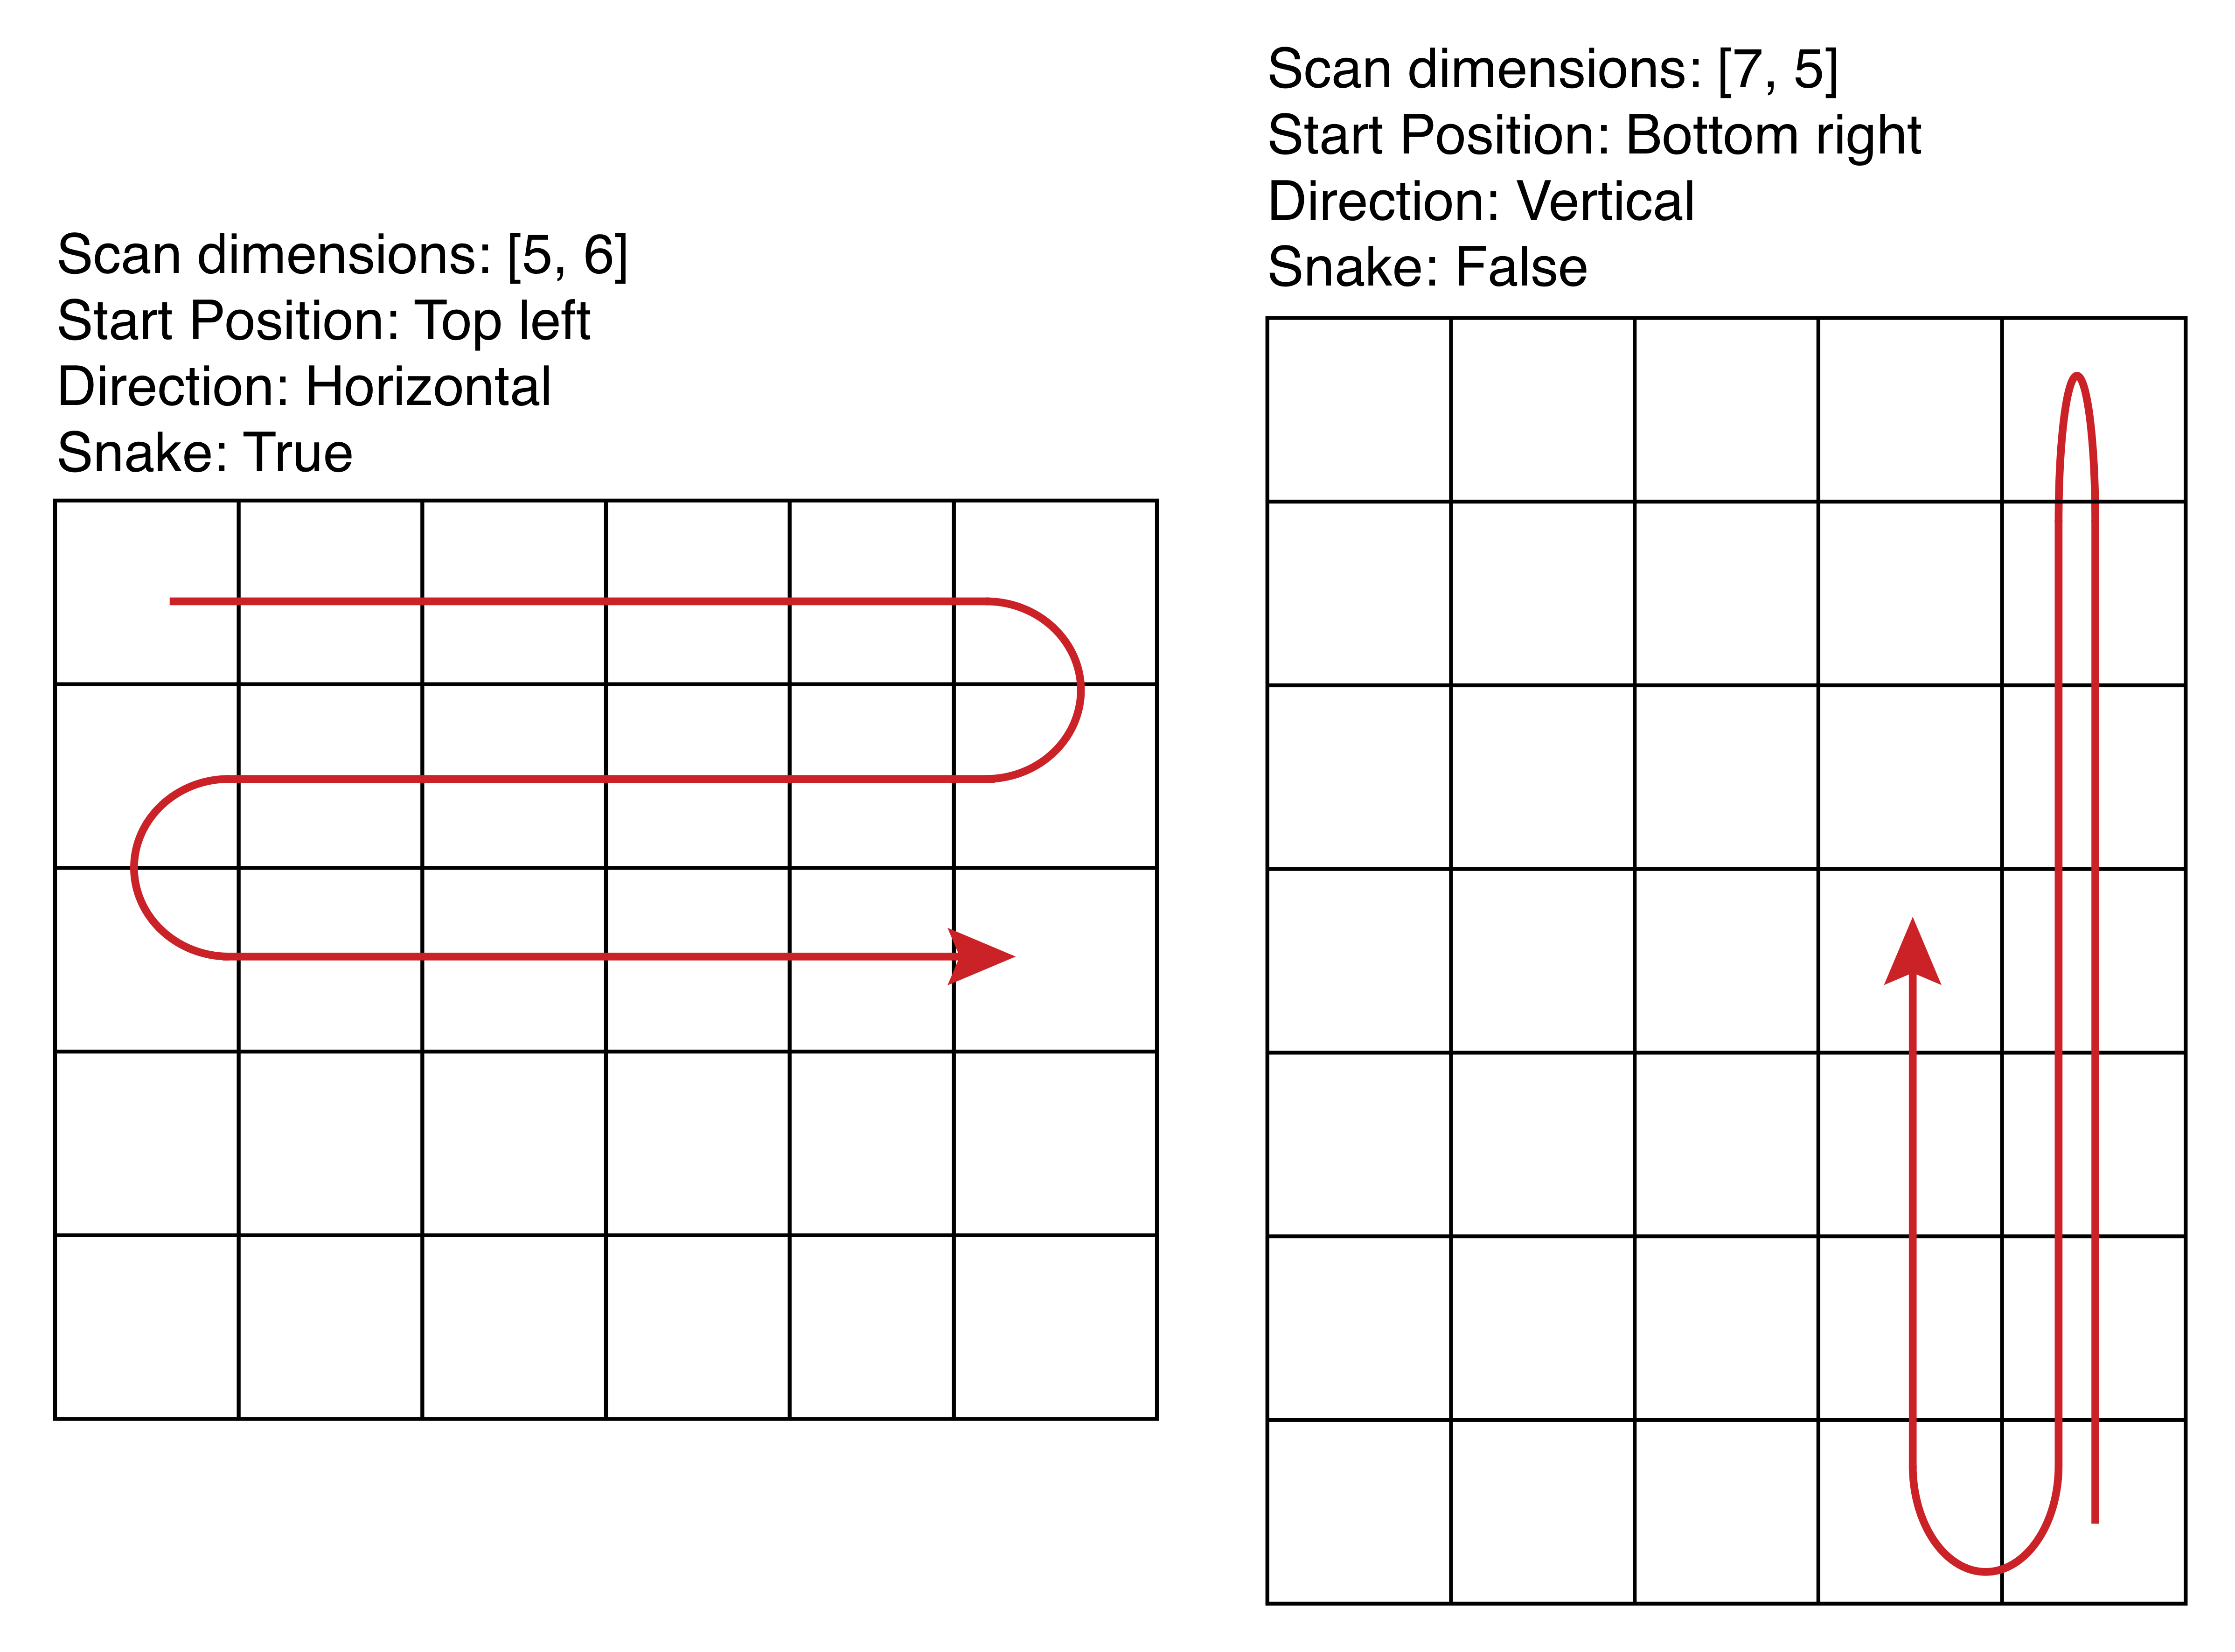 Scan dimensions: [5, 6]
Start Position: Top left
Direction: Horizontal
Snake: True
Scan dimensions: [7, 5]
Start Position: Bottom right
Direction: Vertical
Snake: False